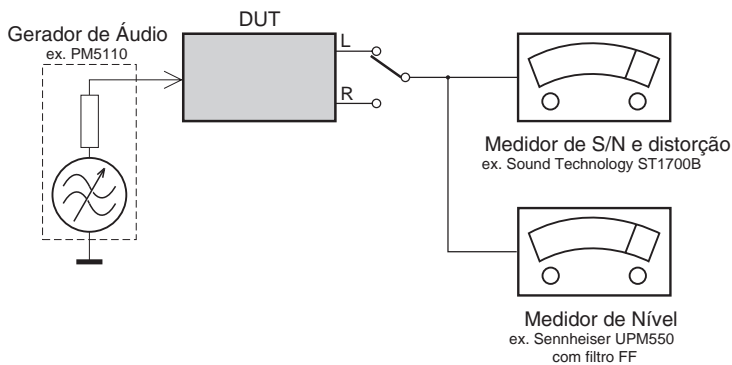 Gerador de Áudio
ex. PM5110
DUT
L
R
Medidor de S/N e distorção
ex. Sound Technology ST1700B
Medidor de Nível
ex. Sennheiser UPM550
com filtro FF